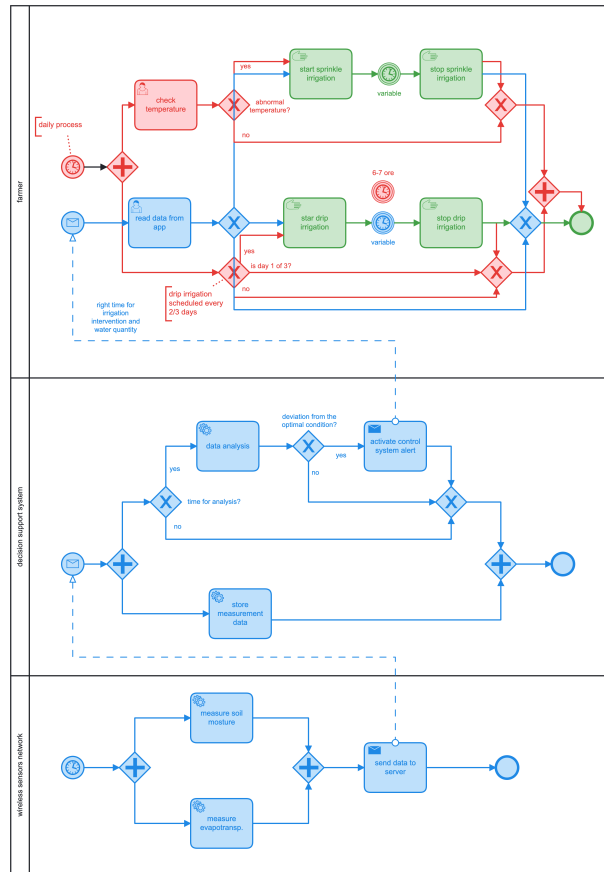 farmer
yes
start sprinkle
irrigation
variable
stop sprinkle
irrigation
check
temperature
abnormal
temperature?
no
daily process
6-7 ore
read data from
app
star drip
irrigation
variable
stop drip
irrigation
yes
is day 1 of 3?
no
drip irrigation
scheduled every
2/3 days
right time for
irrigation
intervention and
water quantity
decision support system
deviation from the
optimal condition?
data analysis
activate control
system alert
yes
yes
no
time for analysis?
no
store
measurement
data
wireless sensors network
measure soil
mosture
send data to
server
measure
evapotransp.